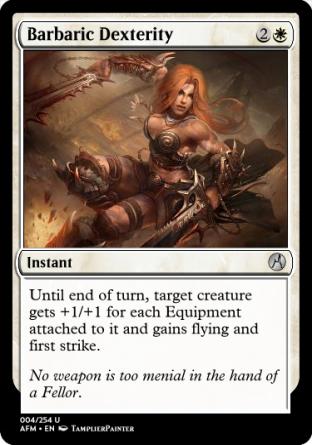 Barbaric Dexterity 2
Instant
Until end of turn, target creature
gets +1/+1 for each Equipment
attached to it and gains flying and
first strike.
No weapon is too menial in the hand of
a Fellor.
004/254 U
AFM • EN TAMPLIERPAINTER